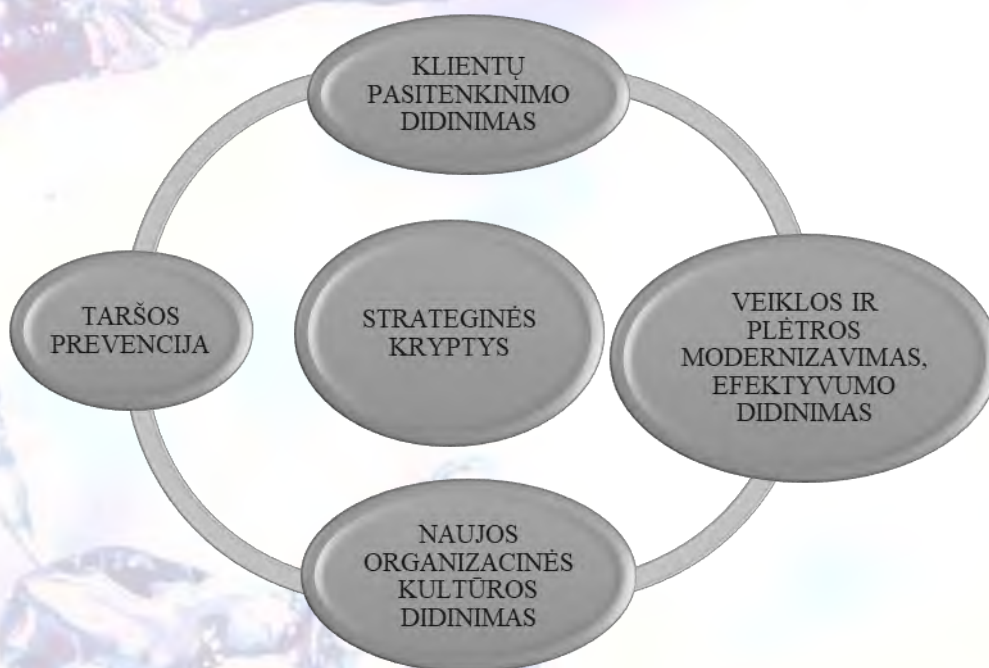 KLIENTŲ
PASITENKINIMO
DIDINIMAS
TARŠOS
PREVENCIJA
STRATEGINĖS
KRYPTYS
VEIKLOS IR
PLĖTROS
MODERNIZAVIMAS,
EFEKTYVUMO
DIDINIMAS
NAUJOS
ORGANIZACINĖS
KULTŪROS
DIDINIMAS